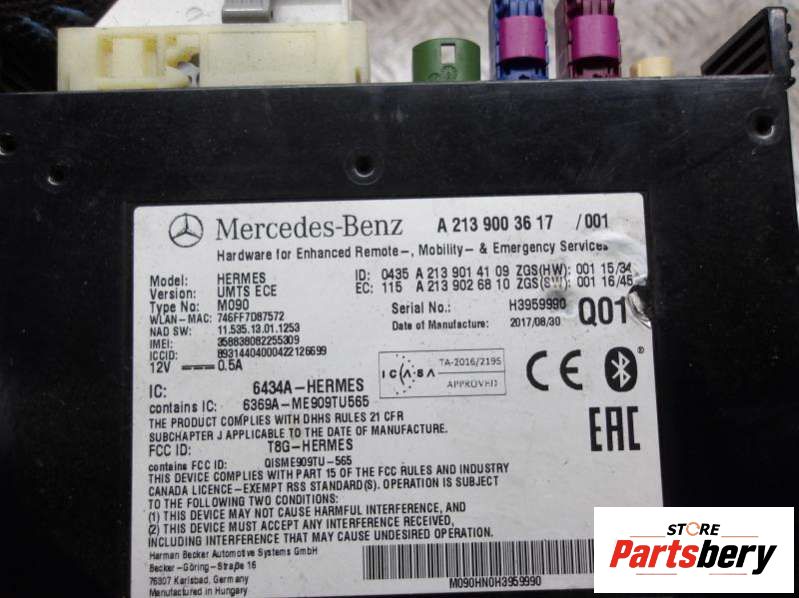 Mercedes-Benz A 213 900 36 17 /001
Hardware for Enhanced Remote-, Mobility- & Emergency Services
Model: HERMES ID: 0435 A 213 901 41 09 ZGS(HW): 001 15/34
Version: UMTS ECE EC: 115 A 213 902 68 10 ZGS(SW): 001 16/45
Type No: M090 Serial No.: H3959990
WLAN-MAC: 746FF7D87572 Date of Manufacture: 2017/08/30 Q01
NAD SW: 11.535.13.01.1253
IMEI: 358838082255309
ICCID: 89314404000422126699
12V 0.5A
ICASA TA-2016/2195
APPROVED
CE
IC: 6434A-HERMES
contains IC: 6369A-ME909TU565
THE PRODUCT COMPLIES WITH DHHS RULES 21 CFR
SUBCHAPTER J APPLICABLE TO THE DATE OF MANUFACTURE.
EAC
FCC ID: T8G-HERMES
contains FCC ID: QISME909TU-565
THIS DEVICE COMPLIES WITH PART 15 OF THE FCC RULES AND INDUSTRY
CANADA LICENCE-EXEMPT RSS STANDARD(S). OPERATION IS SUBJECT
TO THE FOLLOWING TWO CONDITIONS:
(1) THIS DEVICE MAY NOT CAUSE HARMFUL INTERFERENCE, AND
(2) THIS DEVICE MUST ACCEPT ANY INTERFERENCE RECEIVED,
INCLUDING INTERFERENCE THAT MAY CAUSE UNDESIRED OPERATION.
Harman Becker Automotive Systems GmbH
Becker-Göring-Straße 16
76307 Karlsbad, Germany
Manufactured in Hungary
M090HN0H3959990
STORE
Partsbery